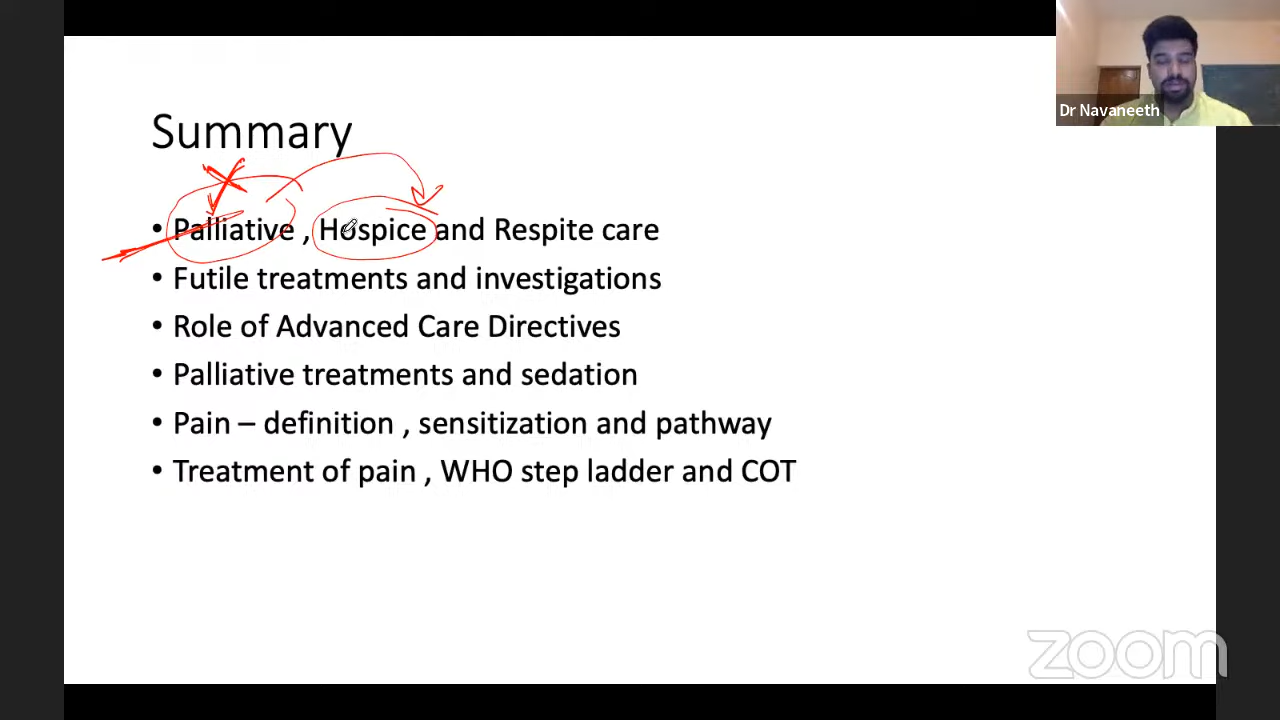 Dr Navaneeth
Summary
• Palliative , Hospice and Respite care
• Futile treatments and investigations
• Role of Advanced Care Directives
• Palliative treatments and sedation
• Pain – definition , sensitization and pathway
• Treatment of pain , WHO step ladder and COT
zoom